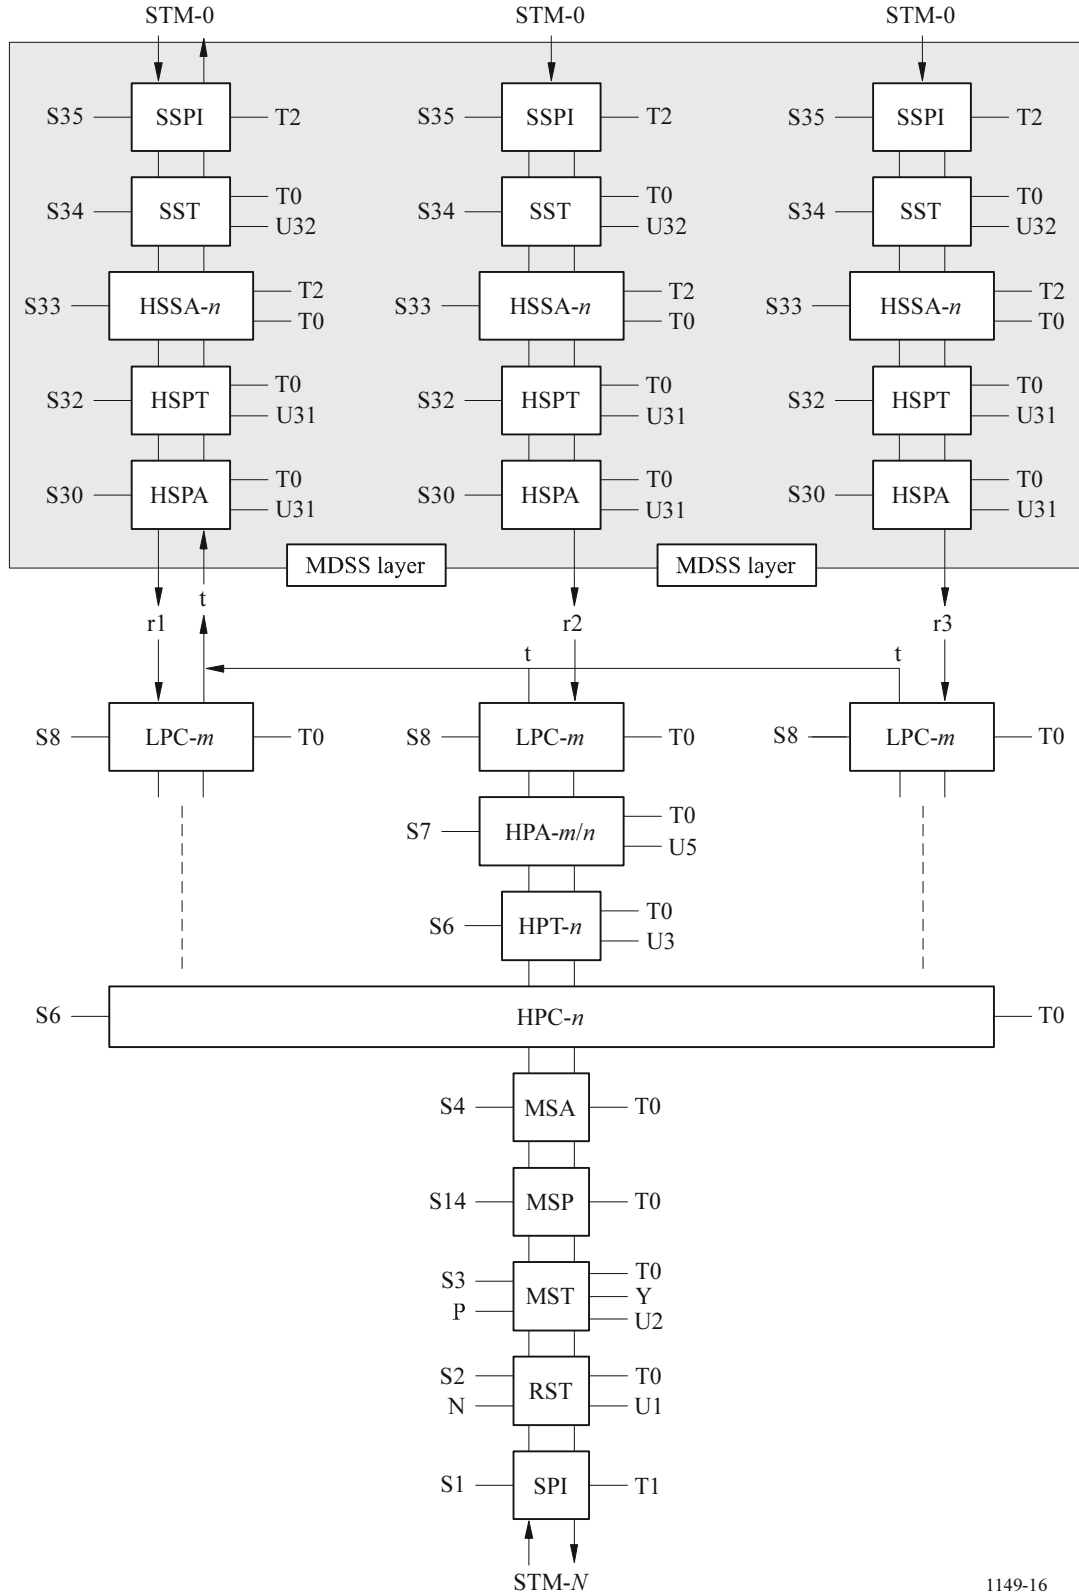 STM-0 STM-0 STM-0
S35 SSPI T2 S35 SSPI T2 S35 SSPI T2
T0 T0 T0
S34 SST S34 SST S34 SST
U32 U32 U32
T2 T2 T2
S33 HSSA-n S33 HSSA-n S33 HSSA-n
T0 T0 T0
T0 T0 T0
S32 HSPT S32 HSPT S32 HSPT
U31 U31 U31
T0 T0 T0
S30 HSPA S30 HSPA S30 HSPA
U31 U31 U31
MDSS layer MDSS layer
t
r1 r2 r3
t t
S8 LPC-m T0 S8 LPC-m T0 S8 LPC-m T0
T0
S7 HPA-m/n
U5
T0
S6 HPT-n
U3
S6 HPC-n T0
S4 MSA T0
S14 MSP T0
S3 T0
MST Y
P U2
S2 T0
RST
N U1
S1 SPI T1
STM-N
1149-16